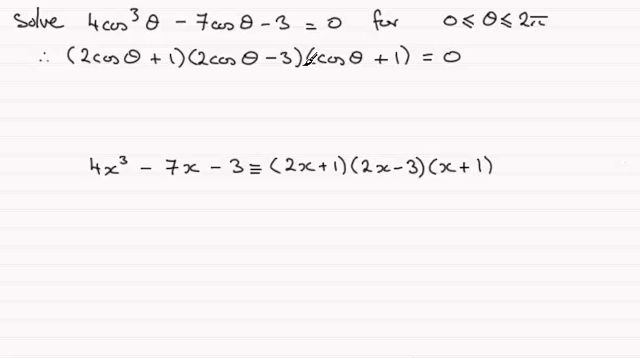 Solve 4cos³θ - 7cosθ - 3 = 0 for 0 ⩽ θ ⩽ 2π
∴ (2cosθ + 1)(2cosθ - 3)(cosθ + 1) = 0
4x³ - 7x - 3 ≡ (2x+1)(2x-3)(x+1)